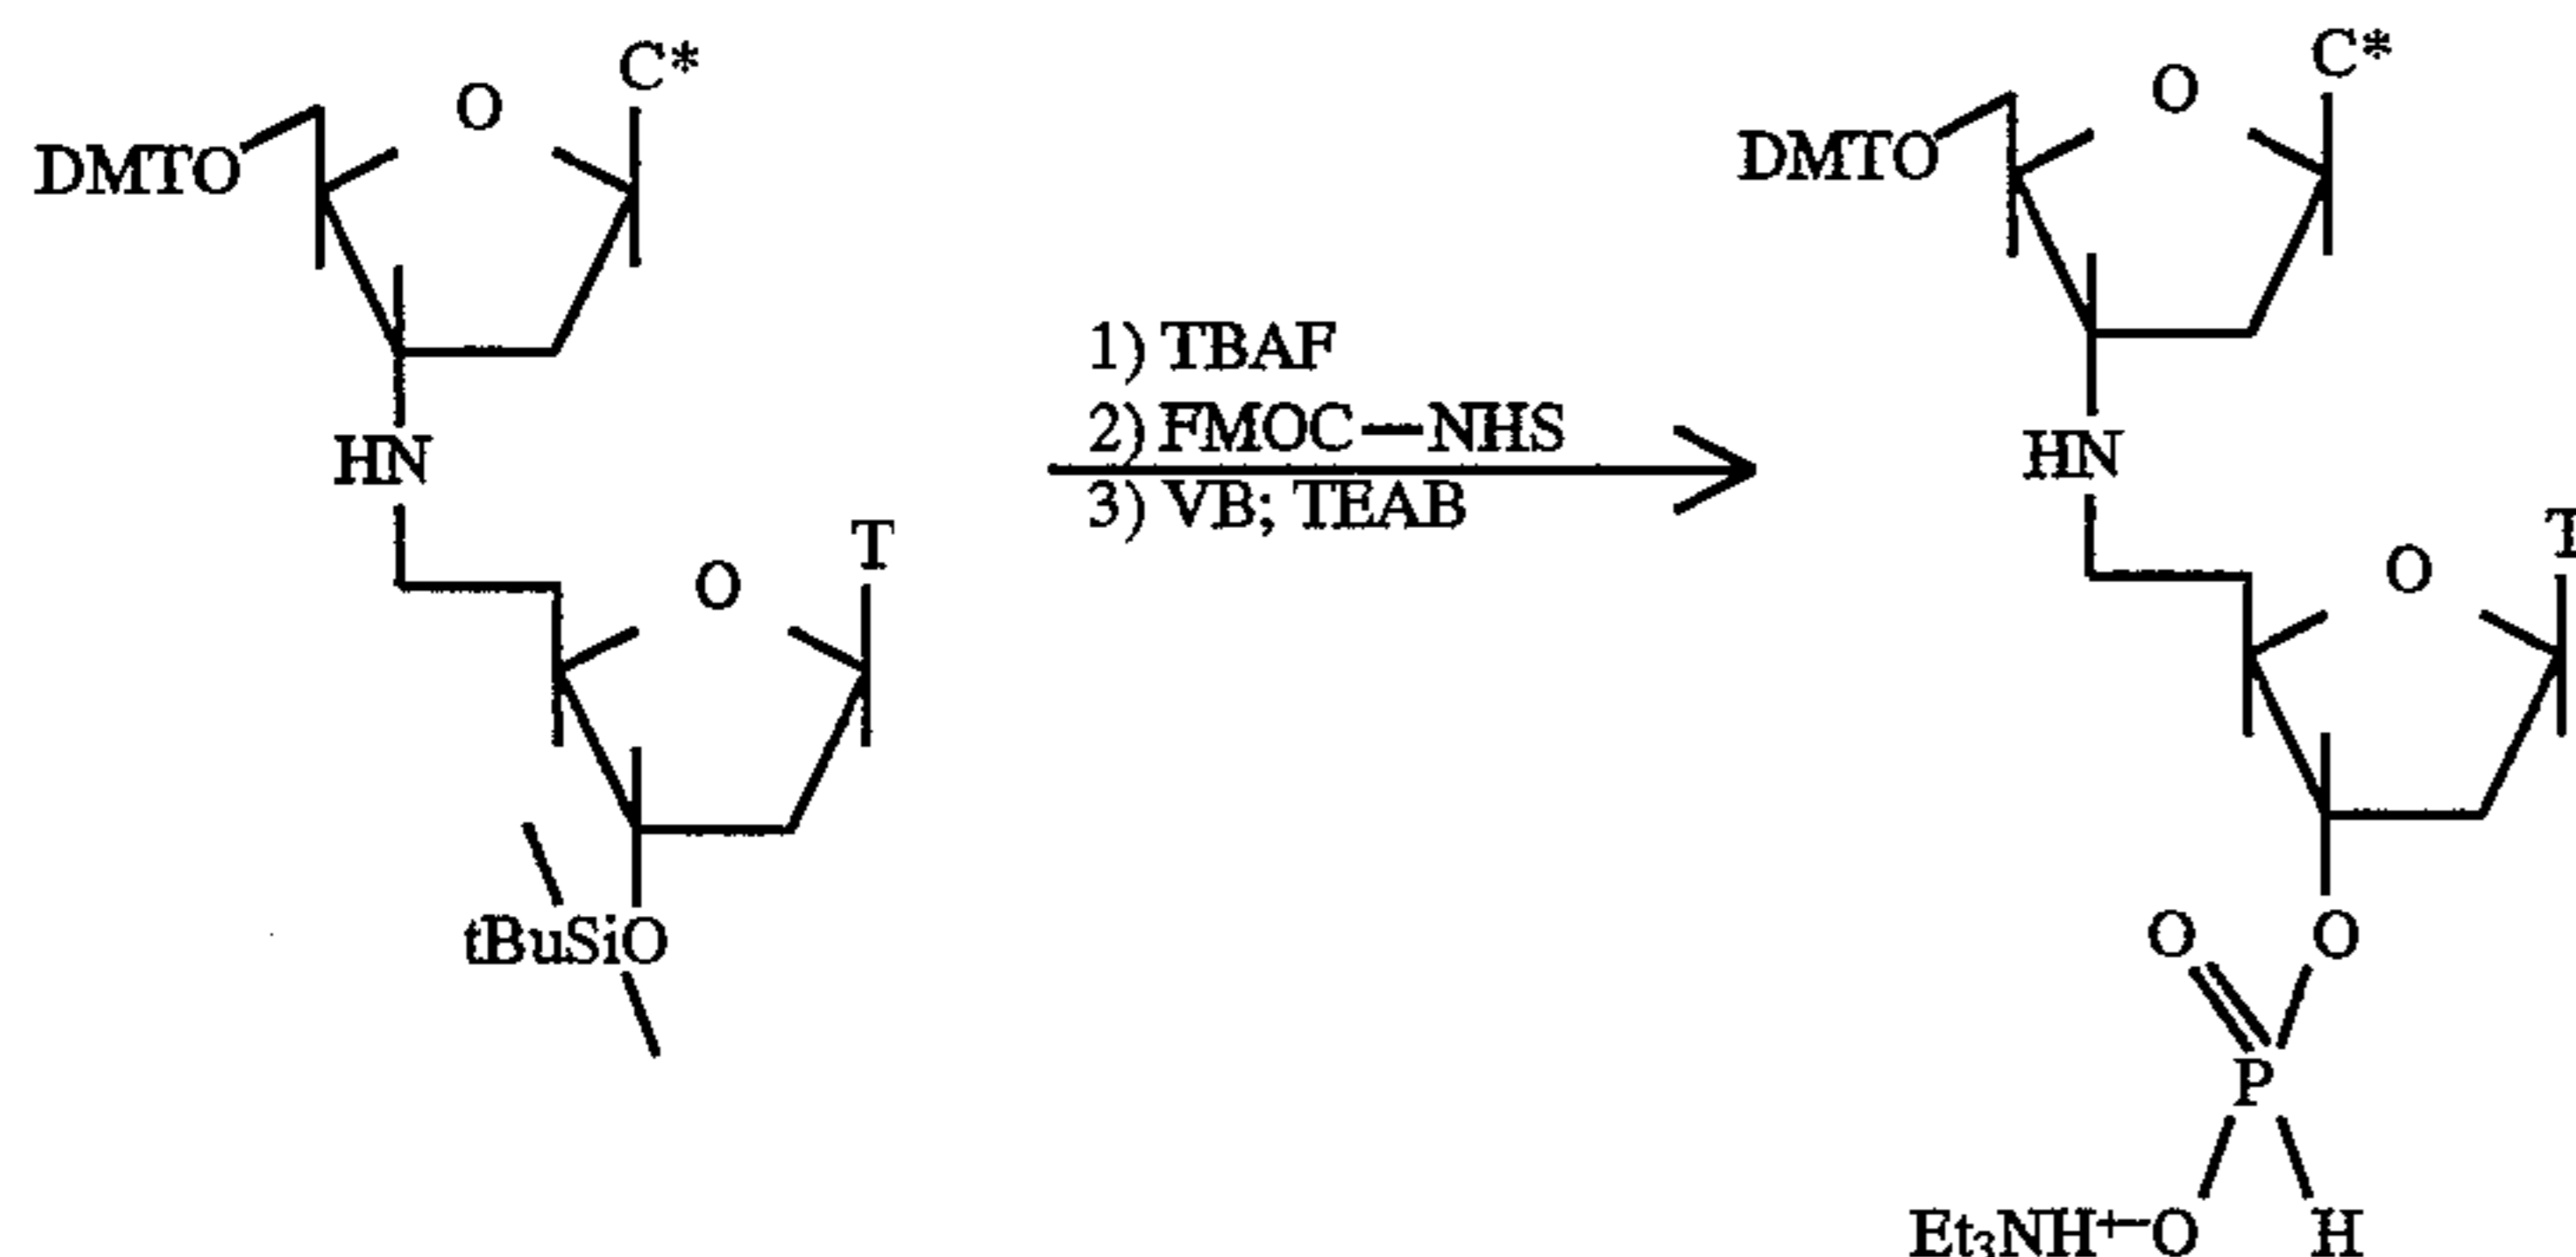 C*
O
DMTO
HN
T
O
tBuSiO
1) TBAF
2) FMOC—NHS
3) VB; TEAB
C*
O
DMTO
HN
T
O
O
O
P
Et₃NH⁺⁻O
H